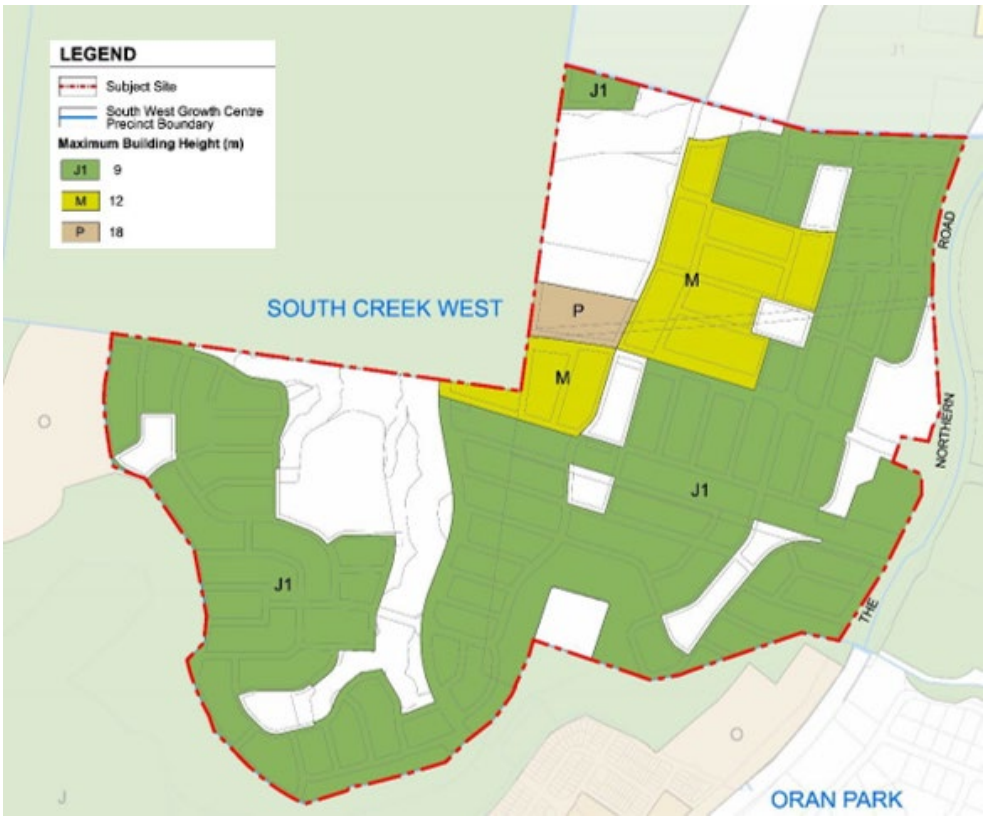 LEGEND
Subject Site
South West Growth Centre
Precinct Boundary
Maximum Building Height (m)
J1 9
M 12
P 18
J1
J1
ROAD
M
SOUTH CREEK WEST
P
M
O
NORTHERN
J1
J1
THE
O
J
ORAN PARK